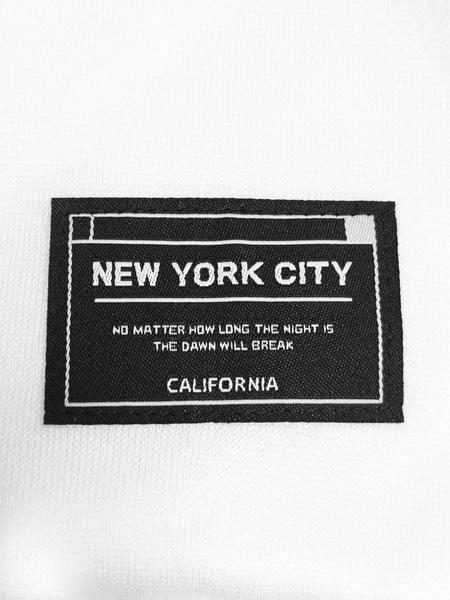 NEW YORK CITY
NO MATTER HOW LONG THE NIGHT IS
THE DAWN WILL BREAK
CALIFORNIA